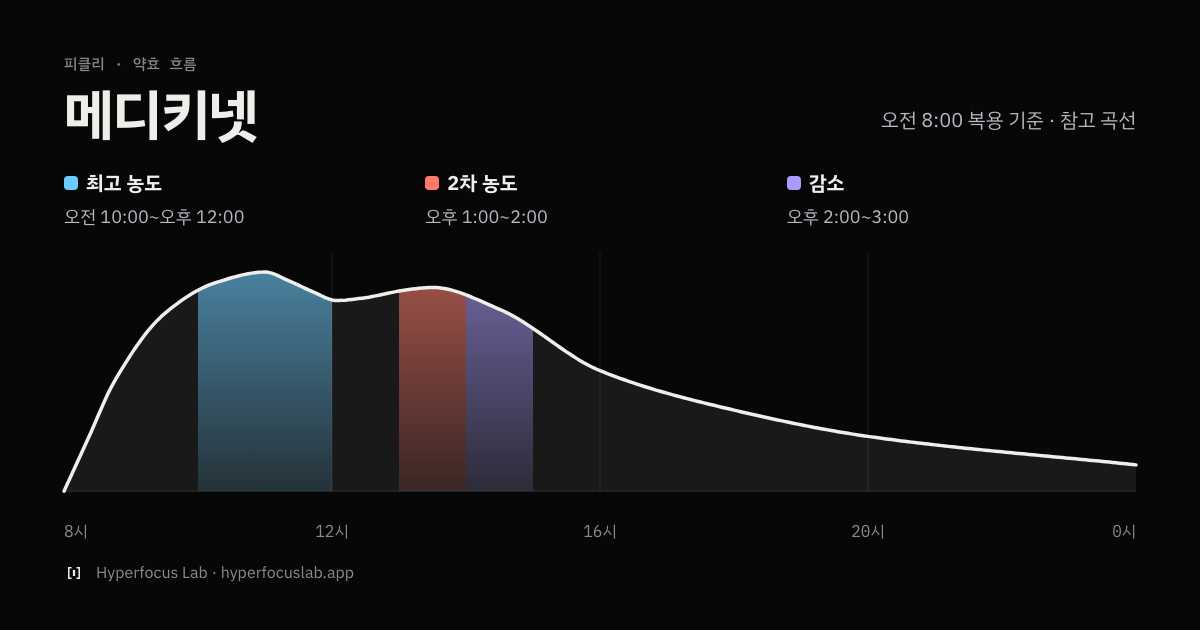 피클리 · 약효 흐름
메디키넷
오전 8:00 복용 기준 · 참고 곡선
최고 농도
오전 10:00~오후 12:00
2차 농도
오후 1:00~2:00
감소
오후 2:00~3:00
8시 12시 16시 20시 0시
Hyperfocus Lab · hyperfocuslab.app